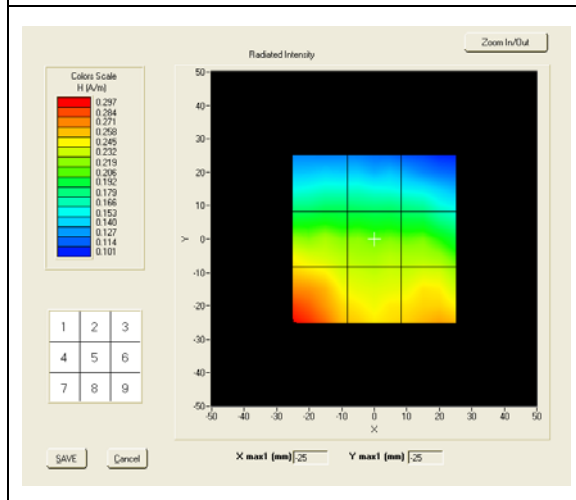 Zoom In/Out
Radiated Intensity
Colors Scale
H (A/m)
0.297
0.284
0.271
0.258
0.245
0.232
0.219
0.206
0.192
0.179
0.166
0.153
0.140
0.127
0.114
0.101
50
40
30
20
10
0
-10
-20
-30
-40
-50
Y
-50 -40 -30 -20 -10 0 10 20 30 40 50
X
1 2 3
4 5 6
7 8 9
SAVE Cancel X max1 (mm) -25 Y max1 (mm) -25